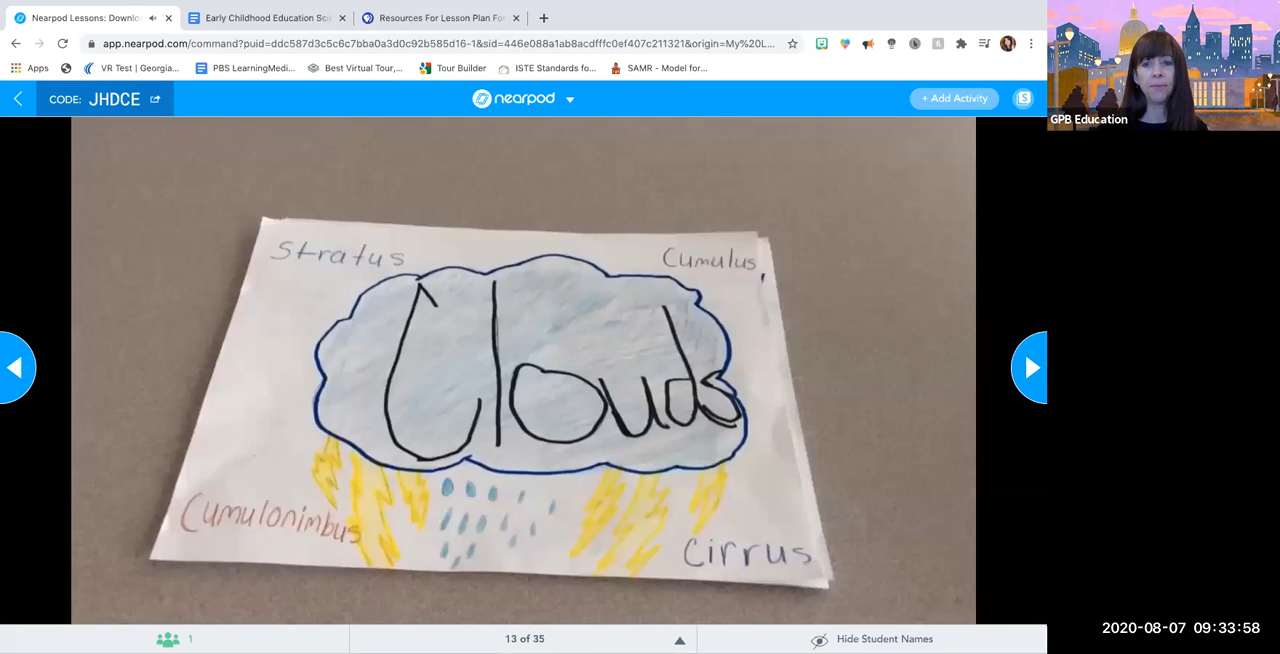 Nearpod Lessons: Downlo
Early Childhood Education Sci
Resources For Lesson Plan Fo
app.nearpod.com/command?puid=ddc587d3c5c6c7bba0a3d0c92b585d16-1&sid=446e088a1ab8acdfffc0ef407c211321&origin=My%20L...
Apps
VR Test | Georgia...
PBS LearningMedi...
Best Virtual Tour,...
Tour Builder
ISTE Standards fo...
SAMR - Model for...
CODE: JHDCE
nearpod
+ Add Activity
S
GPB Education
Stratus
Cumulus
Clouds
Cumulonimbus
Cirrus
1
13 of 35
Hide Student Names
2020-08-07 09:33:58